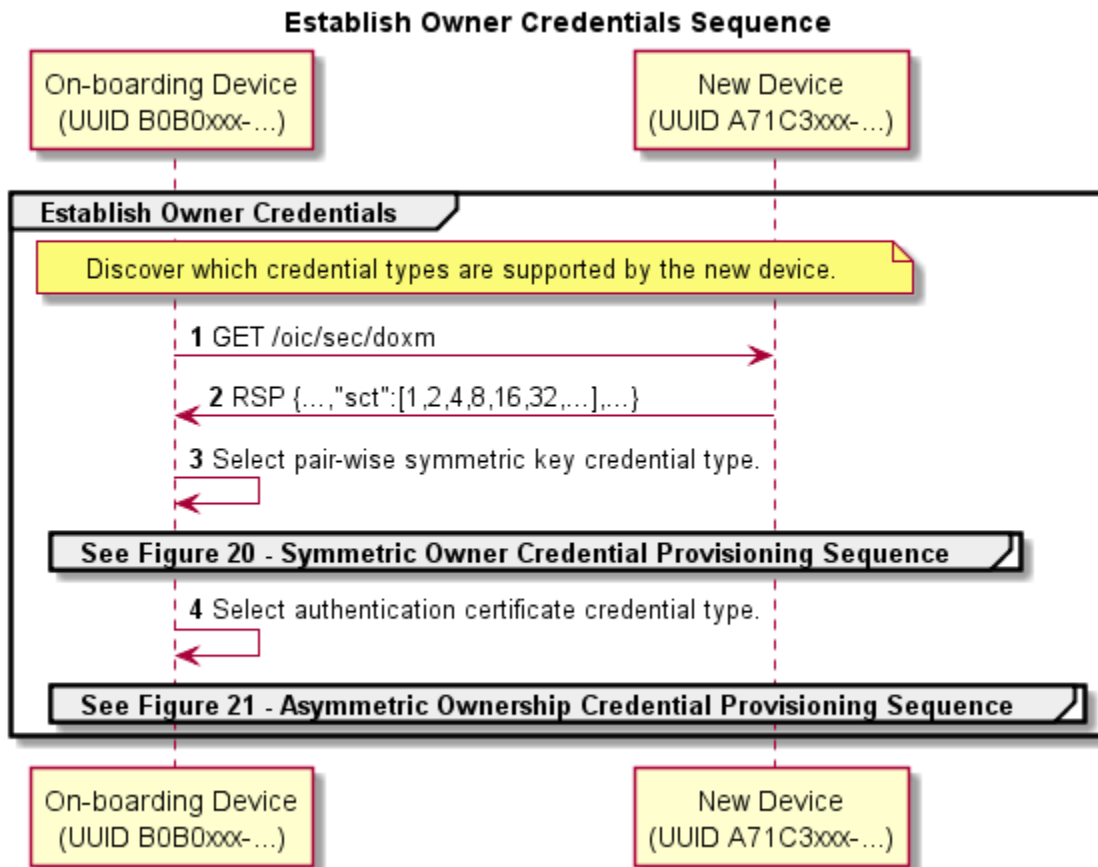 Establish Owner Credentials Sequence
On-boarding Device
(UUID B0B0xxx-...)
New Device
(UUID A71C3xxx-...)
Establish Owner Credentials
Discover which credential types are supported by the new device.
1 GET /oic/sec/doxm
2 RSP {...,"sct":[1,2,4,8,16,32,...],...}
3 Select pair-wise symmetric key credential type.
See Figure 20 - Symmetric Owner Credential Provisioning Sequence
4 Select authentication certificate credential type.
See Figure 21 - Asymmetric Ownership Credential Provisioning Sequence
On-boarding Device
(UUID B0B0xxx-...)
New Device
(UUID A71C3xxx-...)